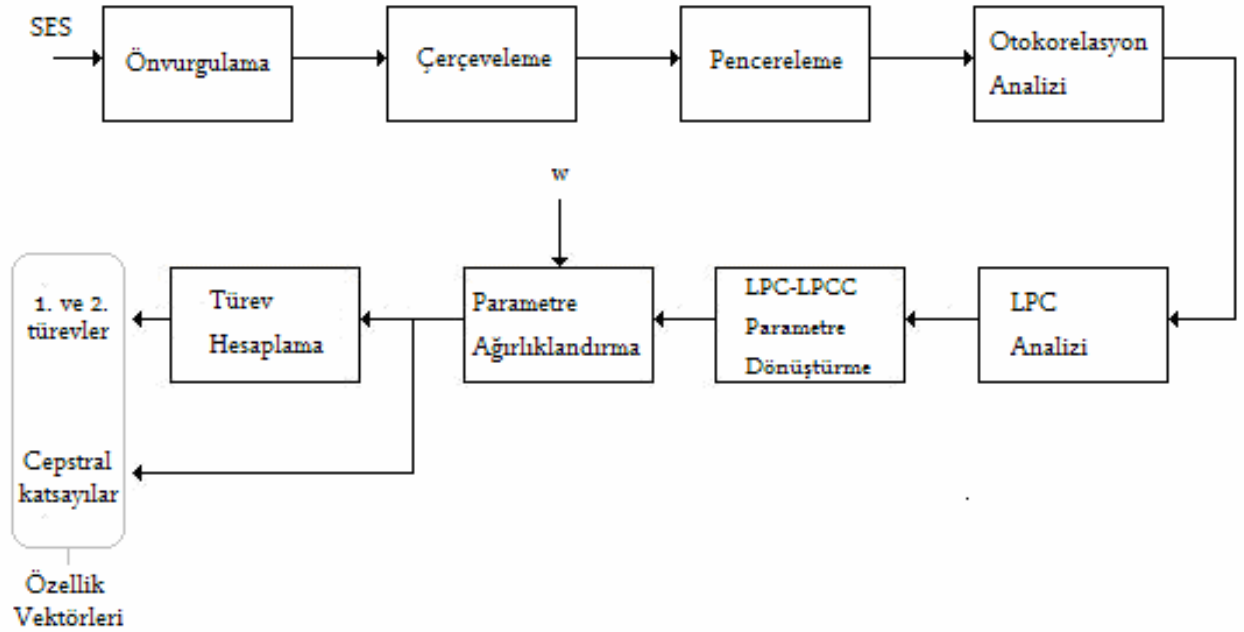 SES
Önvurgulama
Çerçeveleme
Pencereleme
Otokorelasyon
Analizi
w
1. ve 2.
türevler
Türev
Hesaplama
Parametre
Ağırlıklandırma
LPC-LPCC
Parametre
Dönüştürme
LPC
Analizi
Cepstral
katsayılar
Özellik
Vektörleri